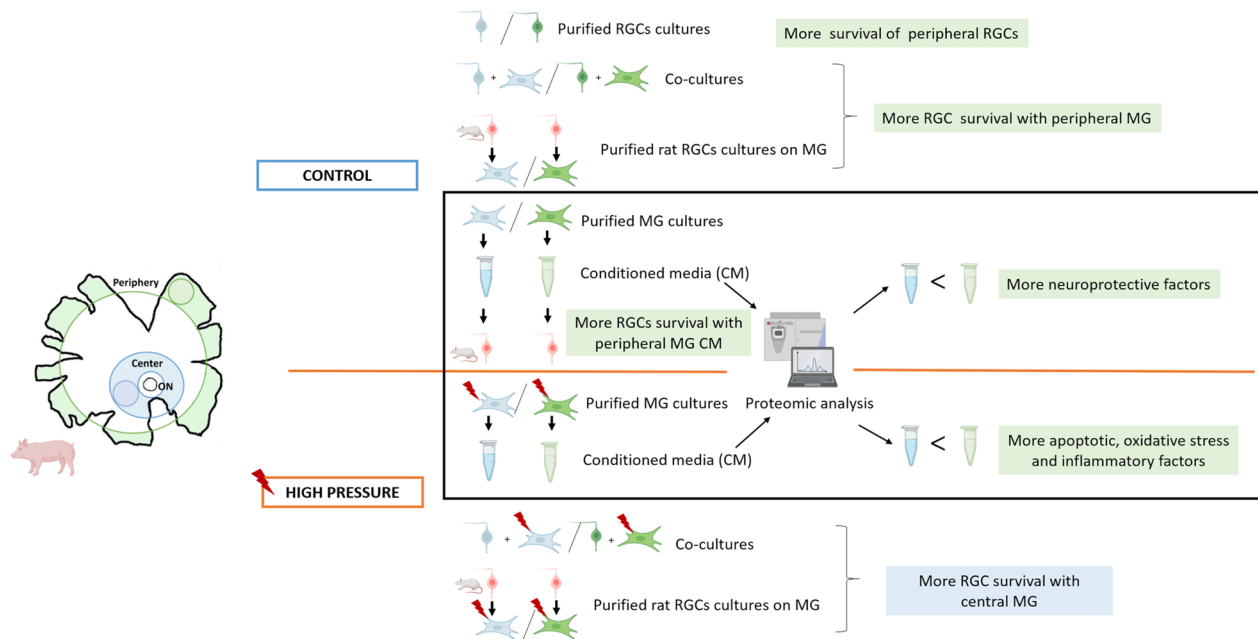 Purified RGCs cultures
More survival of peripheral RGCs
+
+
Co-cultures
More RGC survival with peripheral MG
Purified rat RGCs cultures on MG
CONTROL
Purified MG cultures
Periphery
Center
ON
Conditioned media (CM)
<
More neuroprotective factors
More RGCs survival with
peripheral MG CM
Purified MG cultures
Proteomic analysis
Conditioned media (CM)
<
More apoptotic, oxidative stress
and inflammatory factors
HIGH PRESSURE
+
+
Co-cultures
More RGC survival with
central MG
Purified rat RGCs cultures on MG